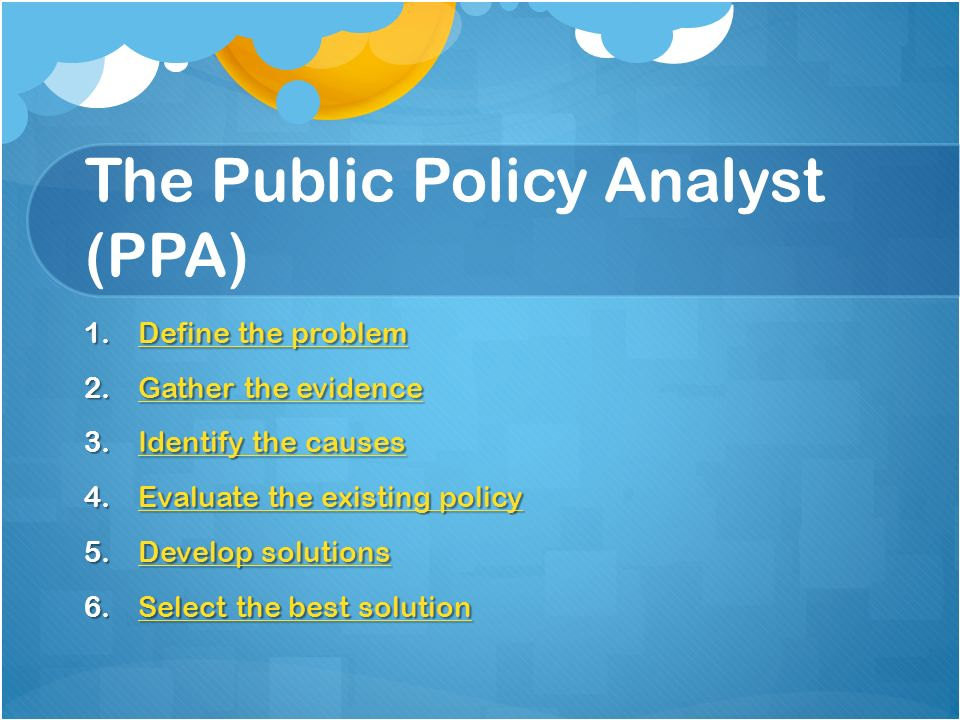 The Public Policy Analyst
(PPA)
1. Define the problem
2. Gather the evidence
3. Identify the causes
4. Evaluate the existing policy
5. Develop solutions
6. Select the best solution